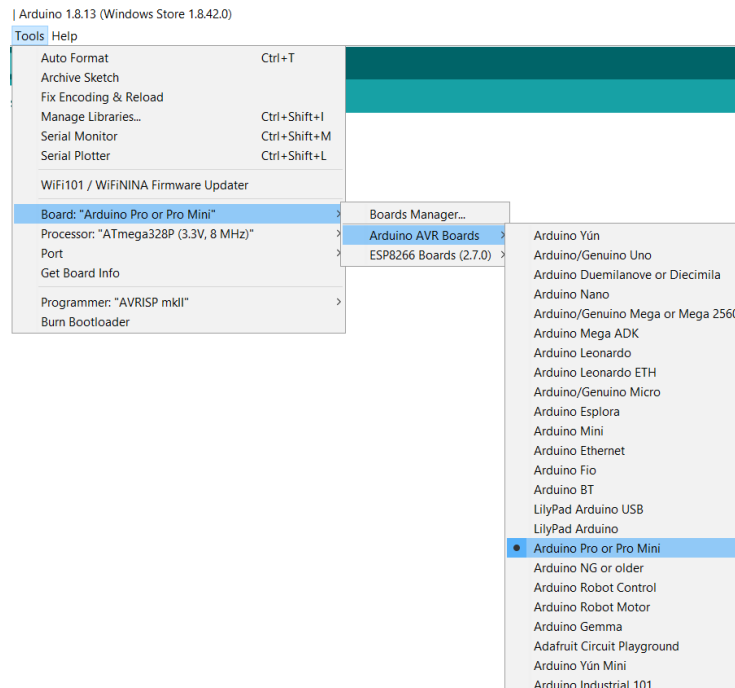 Arduino 1.8.13 (Windows Store 1.8.42.0)
Tools Help
Auto Format Ctrl+T
Archive Sketch
Fix Encoding & Reload
Manage Libraries... Ctrl+Shift+I
Serial Monitor Ctrl+Shift+M
Serial Plotter Ctrl+Shift+L
WiFi101 / WiFiNINA Firmware Updater
Board: "Arduino Pro or Pro Mini"
Processor: "ATmega328P (3.3V, 8 MHz)"
Port
Get Board Info
Programmer: "AVRISP mkII"
Burn Bootloader
Boards Manager...
Arduino AVR Boards
ESP8266 Boards (2.7.0)
Arduino Yún
Arduino/Genuino Uno
Arduino Duemilanove or Diecimila
Arduino Nano
Arduino/Genuino Mega or Mega 2560
Arduino Mega ADK
Arduino Leonardo
Arduino Leonardo ETH
Arduino/Genuino Micro
Arduino Esplora
Arduino Mini
Arduino Ethernet
Arduino Fio
Arduino BT
LilyPad Arduino USB
LilyPad Arduino
Arduino Pro or Pro Mini
Arduino NG or older
Arduino Robot Control
Arduino Robot Motor
Arduino Gemma
Adafruit Circuit Playground
Arduino Yún Mini
Arduino Industrial 101